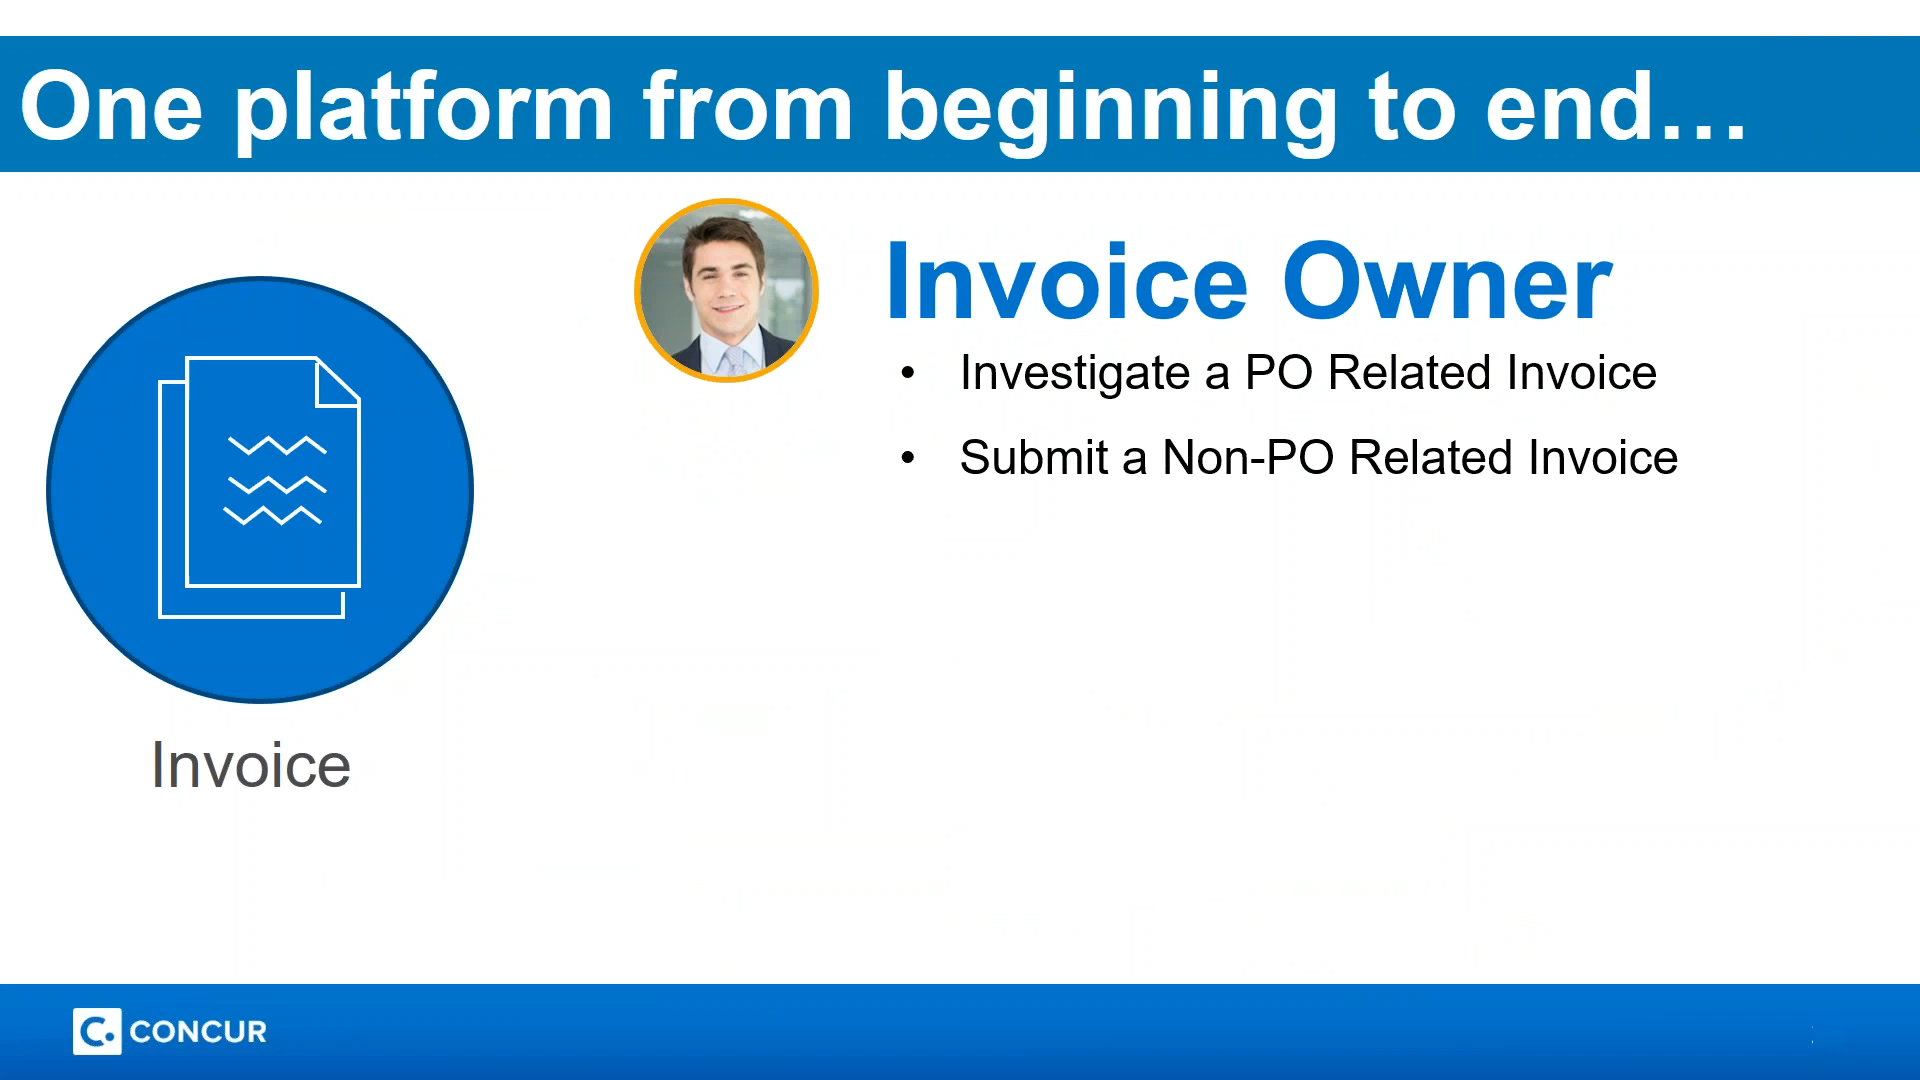 One platform from beginning to end…
Invoice Owner
• Investigate a PO Related Invoice
• Submit a Non-PO Related Invoice
Invoice
C. CONCUR